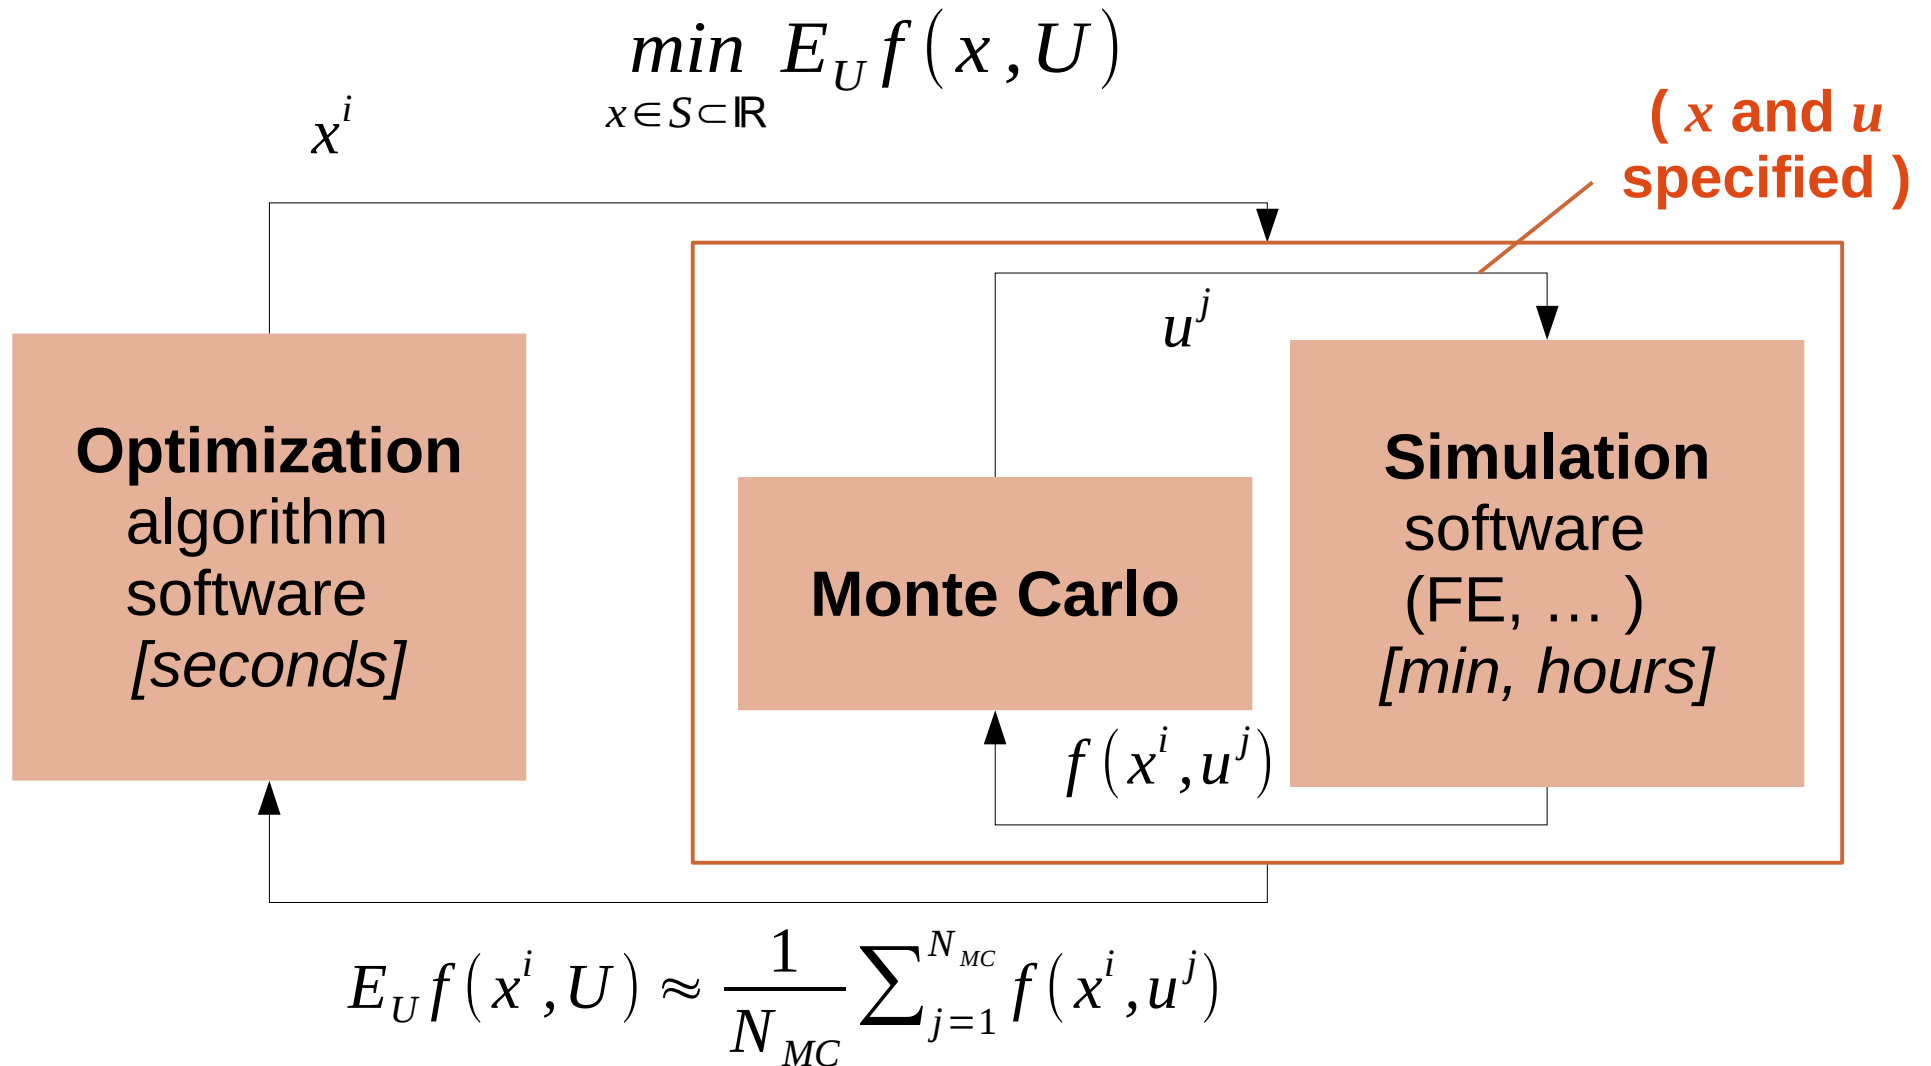 min E_U f(x, U)
x∈S⊂ℝ
x^i
( x and u
specified )
u^j
Optimization
algorithm
software
[seconds]
Monte Carlo
Simulation
software
(FE, … )
[min, hours]
f(x^i, u^j)
E_U f(x^i, U) ≈ 1/N_MC ∑_{j=1}^{N_MC} f(x^i, u^j)